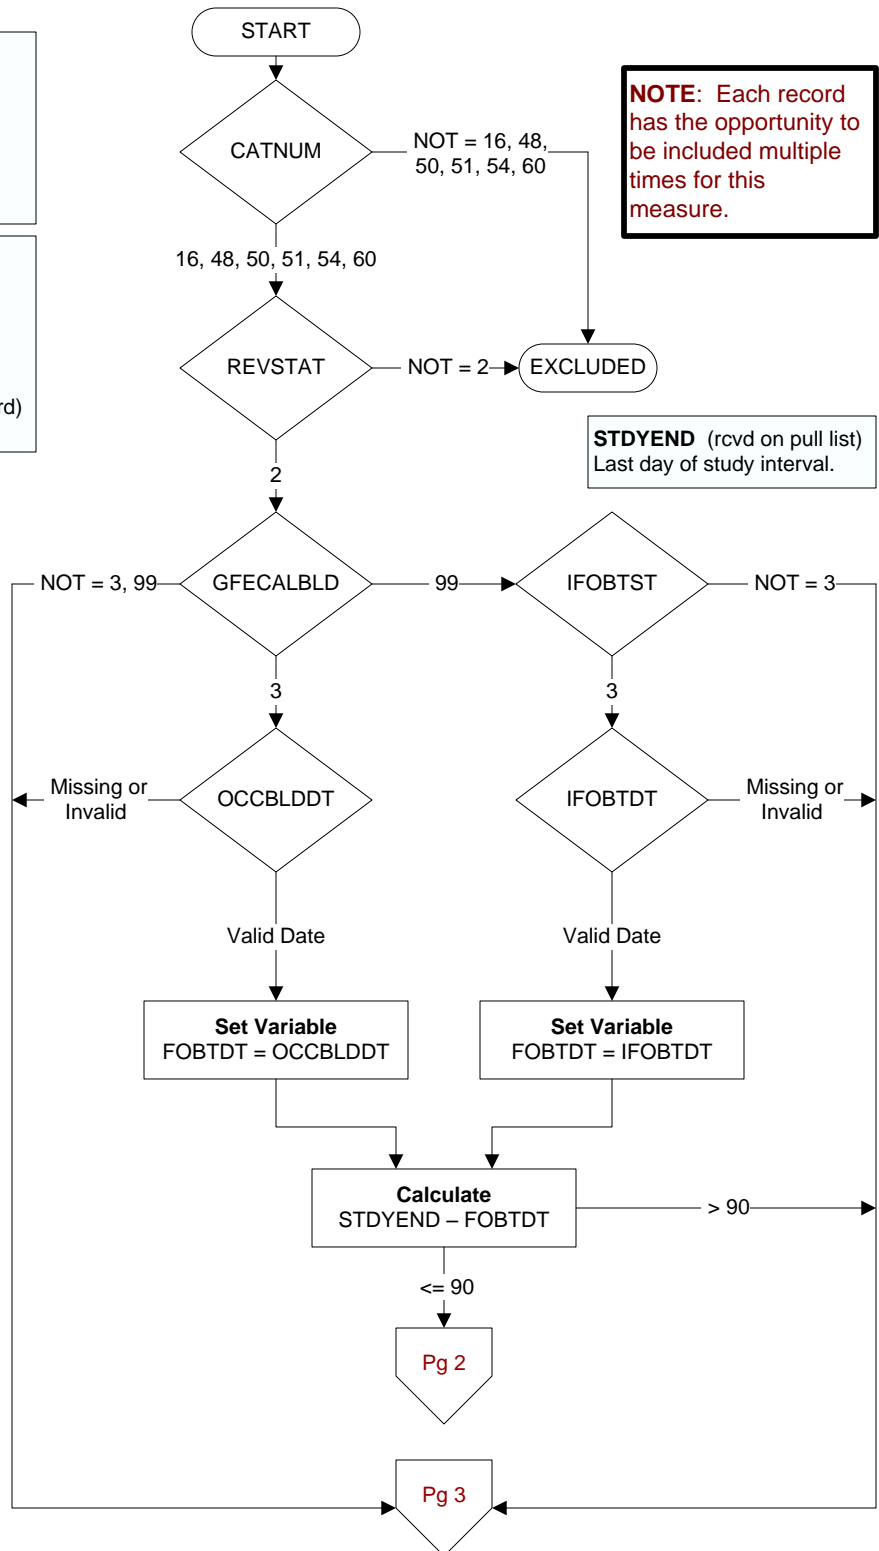 START
CATNUM
NOT = 16, 48,
50, 51, 54, 60
NOTE: Each record
has the opportunity to
be included multiple
times for this
measure.
16, 48, 50, 51, 54, 60
REVSTAT
NOT = 2
EXCLUDED
rd)
STDYEND (rcvd on pull list)
Last day of study interval.
2
NOT = 3, 99
GFECALBLD
99
IFOBTST
NOT = 3
3
3
Missing or
Invalid
OCCBLDDT
IFOBTDT
Missing or
Invalid
Valid Date
Valid Date
Set Variable
FOBTDT = OCCBLDDT
Set Variable
FOBTDT = IFOBTDT
Calculate
STDYEND – FOBTDT
> 90
<= 90
Pg 2
Pg 3